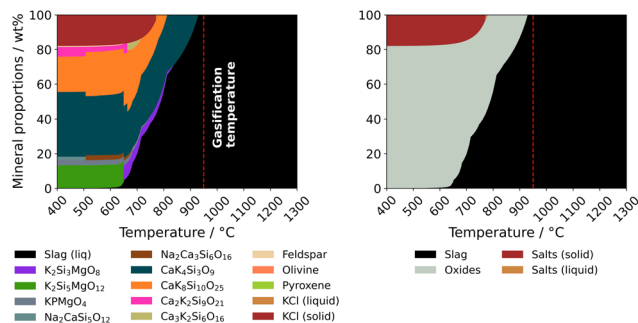 100
80
60
40
20
0
Mineral proportions / wt%
Gasification
temperature
400
500
600
700
800
900
1000
1100
1200
1300
Temperature / °C
100
80
60
40
20
0
400
500
600
700
800
900
1000
1100
1200
1300
Temperature / °C
Slag (liq)
K₂Si₃MgO₈
K₂Si₅MgO₁₂
KPMgO₄
Na₂CaSi₅O₁₂
Na₂Ca₃Si₆O₁₆
CaK₄Si₃O₉
CaK₈Si₁₀O₂₅
Ca₂K₂Si₉O₂₁
Ca₃K₂Si₆O₁₆
Feldspar
Olivine
Pyroxene
KCl (liquid)
KCl (solid)
Slag
Oxides
Salts (solid)
Salts (liquid)